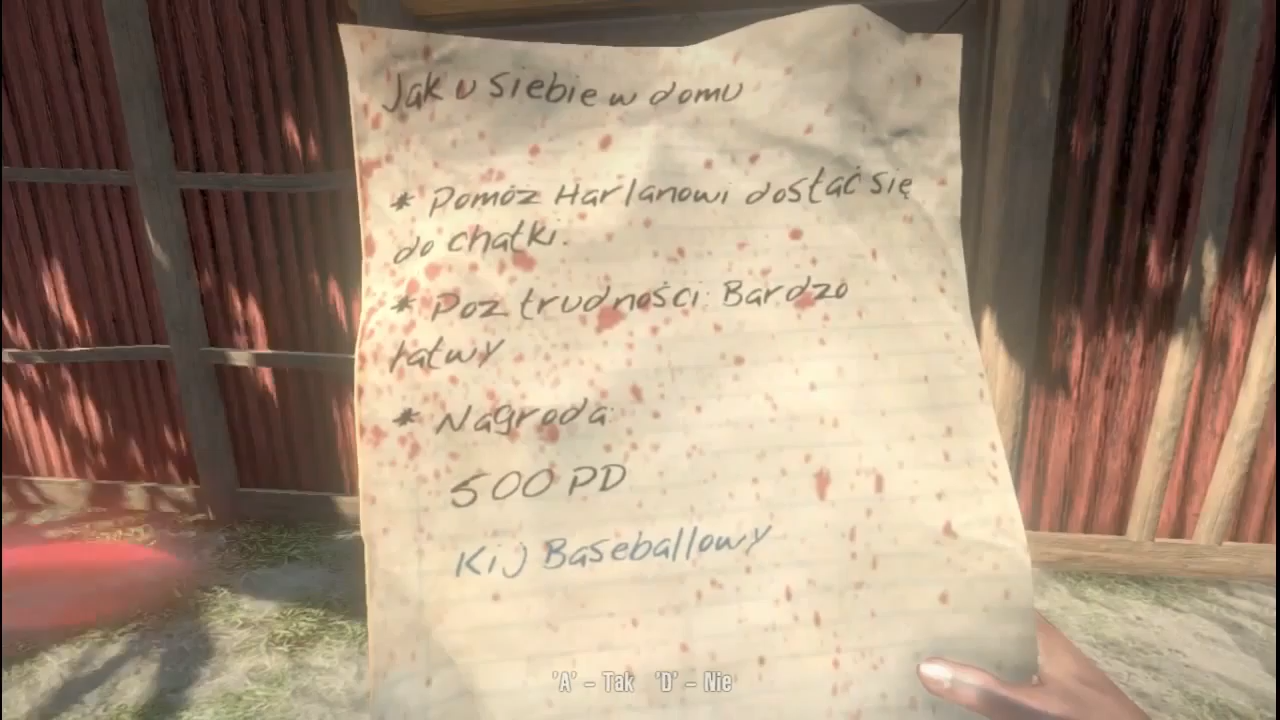 Jak u siebie w domu
* Pomóz Harlanowi dostać się
do chatki.
* Poz trudności: Bardzo
łatwy
* Nagroda:
500 PD
Kij Baseballowy
'A' – Tak 'D' – Nie